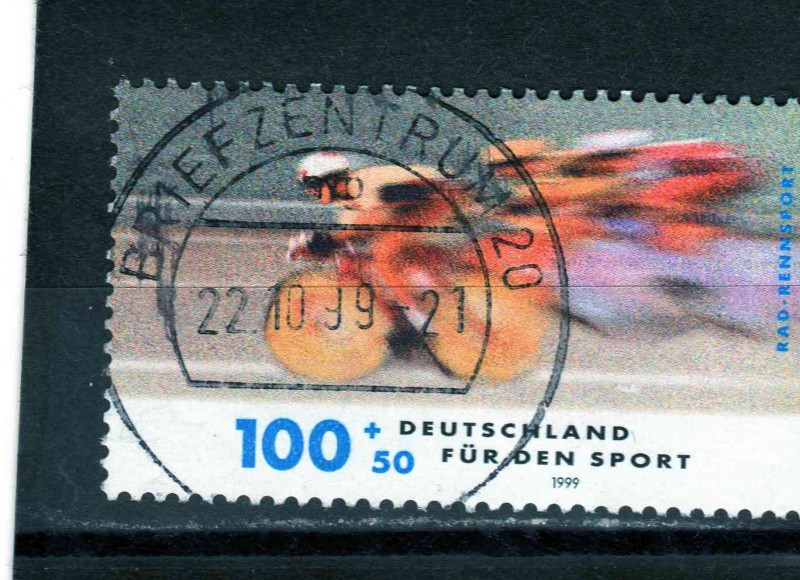 BRIEFZENTRUM 20
22.10.99-21
RAD-RENNSPORT
100 + 50
DEUTSCHLAND
FÜR DEN SPORT
1999